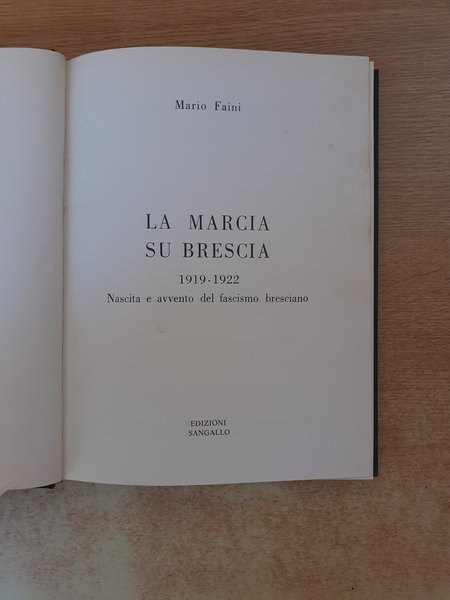 Mario Faini
LA MARCIA
SU BRESCIA
1919-1922
Nascita e avvento del fascismo bresciano
EDIZIONI
SANGALLO